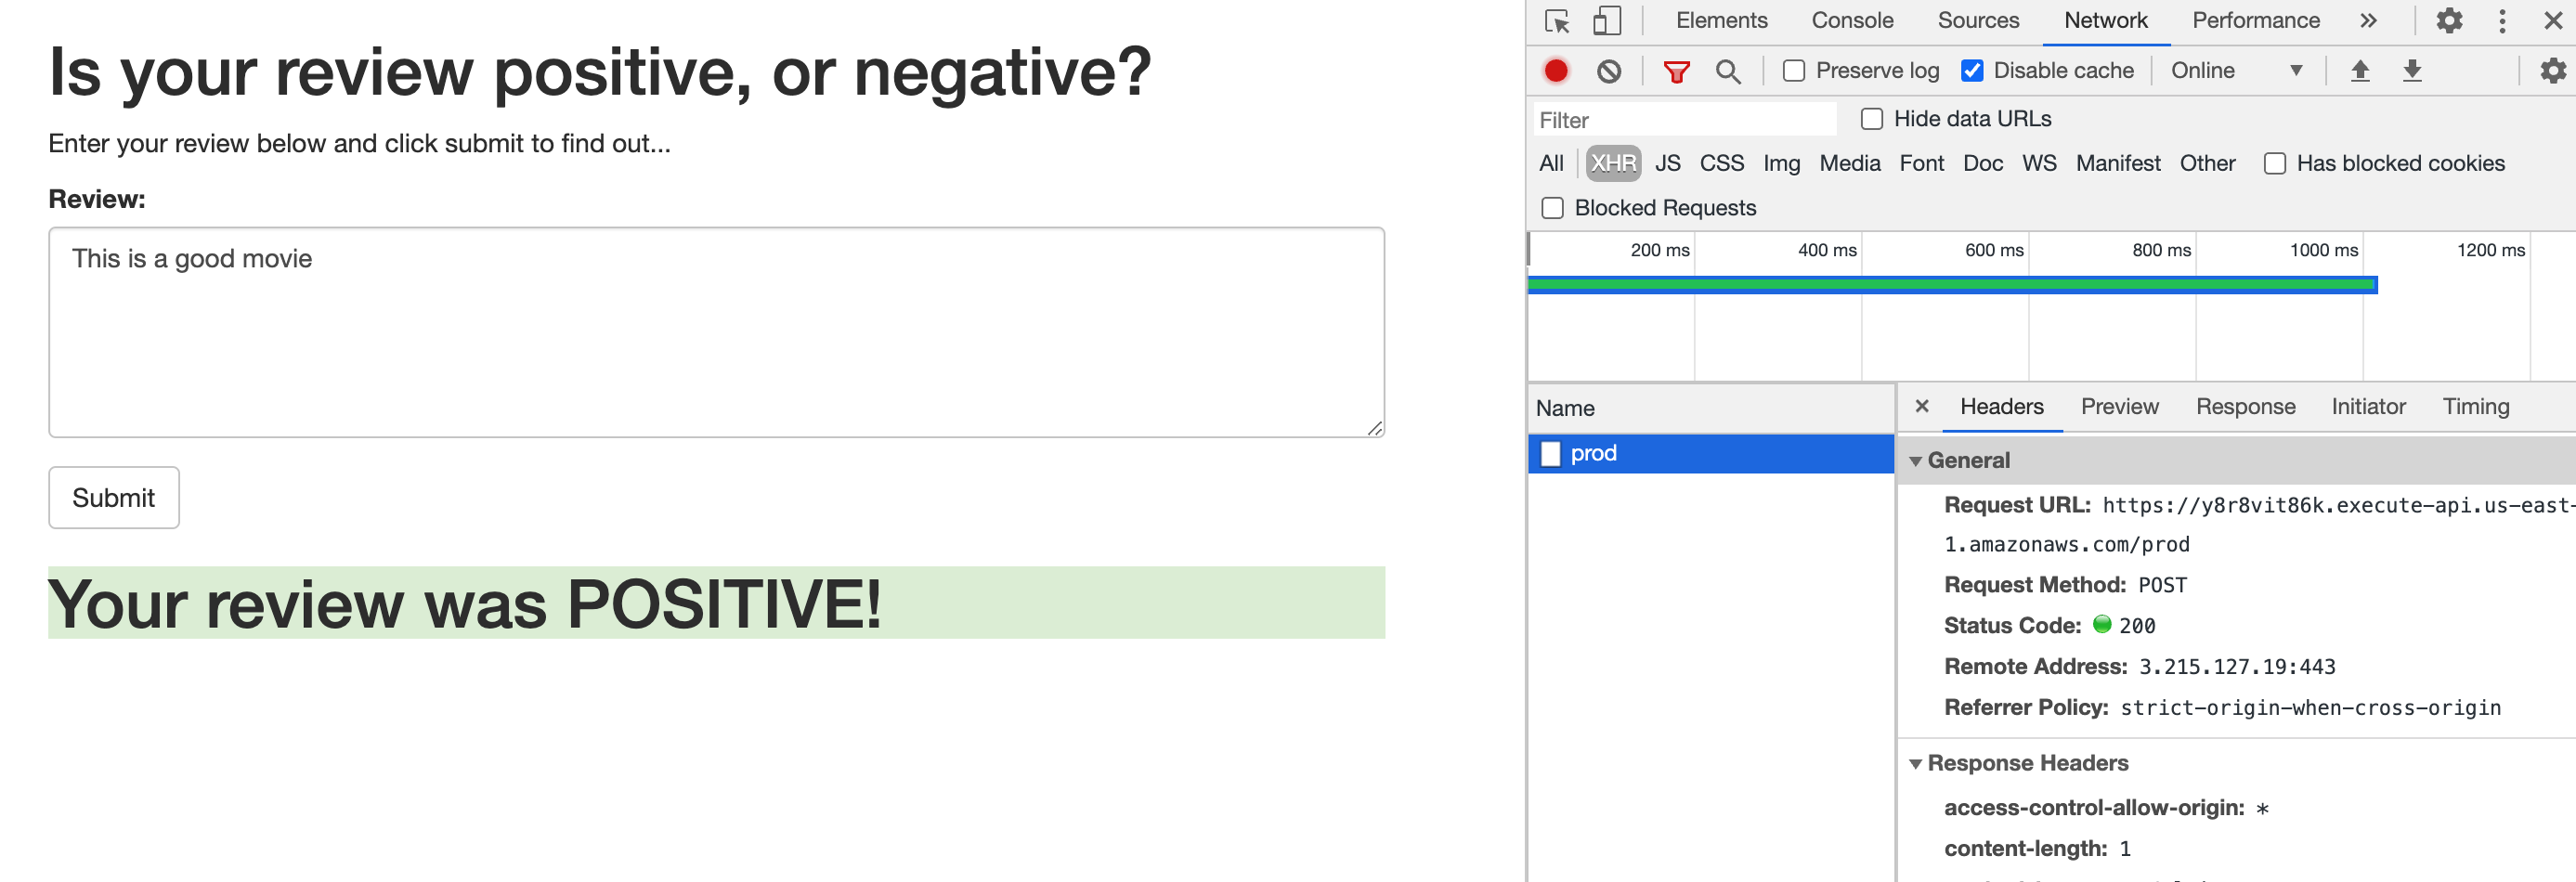 Is your review positive, or negative?
Enter your review below and click submit to find out...
Review:
This is a good movie
Submit
Your review was POSITIVE!
Elements Console Sources Network Performance »
Preserve log Disable cache Online
Filter Hide data URLs
All XHR JS CSS Img Media Font Doc WS Manifest Other Has blocked cookies
Blocked Requests
200 ms 400 ms 600 ms 800 ms 1000 ms 1200 ms
Name
prod
Headers Preview Response Initiator Timing
General
Request URL: https://y8r8vit86k.execute-api.us-east-
1.amazonaws.com/prod
Request Method: POST
Status Code: 200
Remote Address: 3.215.127.19:443
Referrer Policy: strict-origin-when-cross-origin
Response Headers
access-control-allow-origin: *
content-length: 1